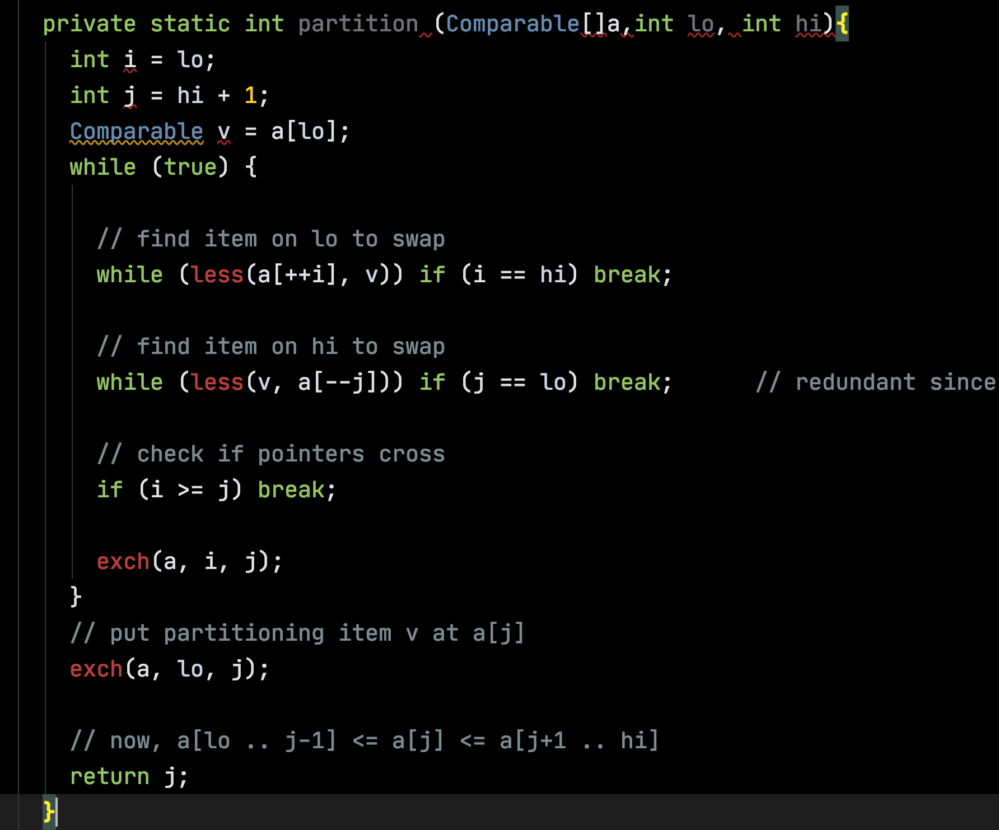 private static int partition (Comparable[]a,int lo, int hi){
int i = lo;
int j = hi + 1;
Comparable v = a[lo];
while (true) {
// find item on lo to swap
while (less(a[++i], v)) if (i == hi) break;
// find item on hi to swap
while (less(v, a[--j])) if (j == lo) break;      // redundant since
// check if pointers cross
if (i >= j) break;
exch(a, i, j);
}
// put partitioning item v at a[j]
exch(a, lo, j);
// now, a[lo .. j-1] <= a[j] <= a[j+1 .. hi]
return j;
}